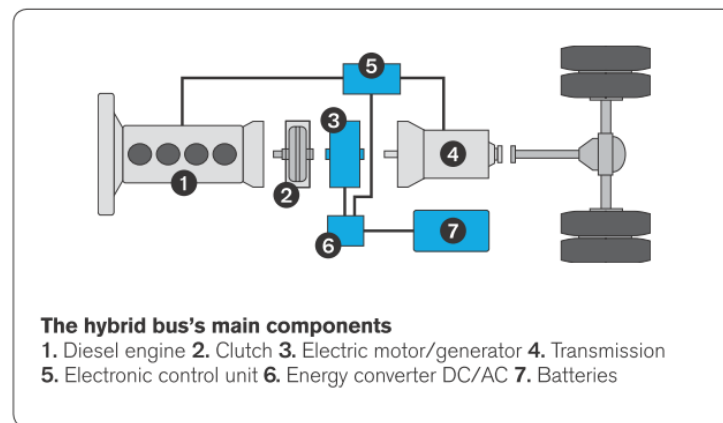 5
3
4
1
2
6
7
The hybrid bus's main components
1. Diesel engine 2. Clutch 3. Electric motor/generator 4. Transmission
5. Electronic control unit 6. Energy converter DC/AC 7. Batteries